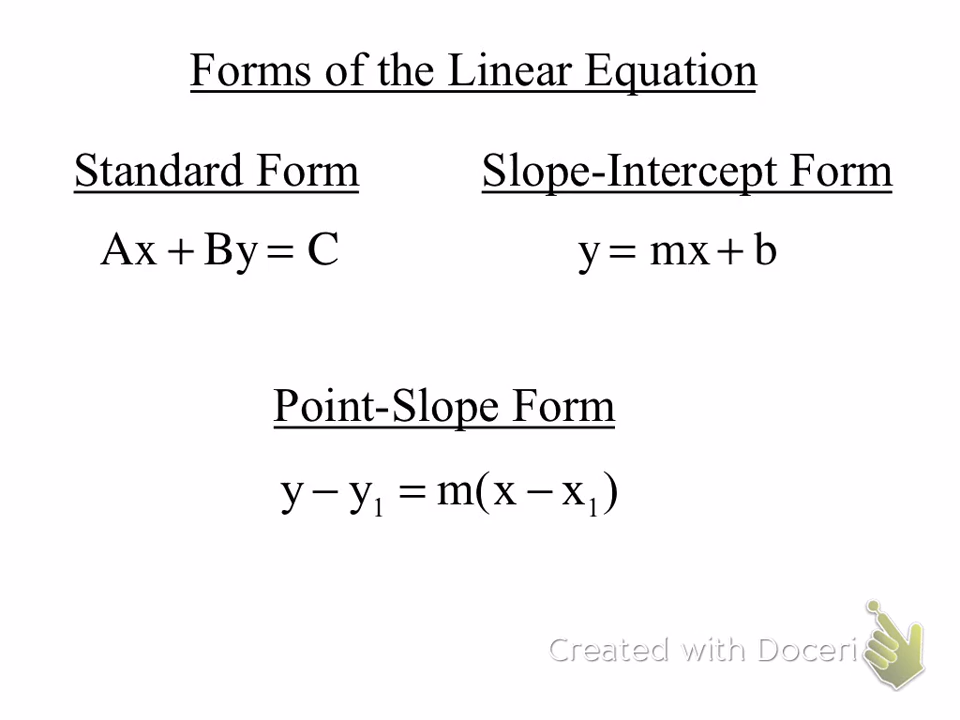 Forms of the Linear Equation
Standard Form Slope-Intercept Form
Ax + By = C y = mx + b
Point-Slope Form
y − y₁ = m(x − x₁)
Created with Doceri